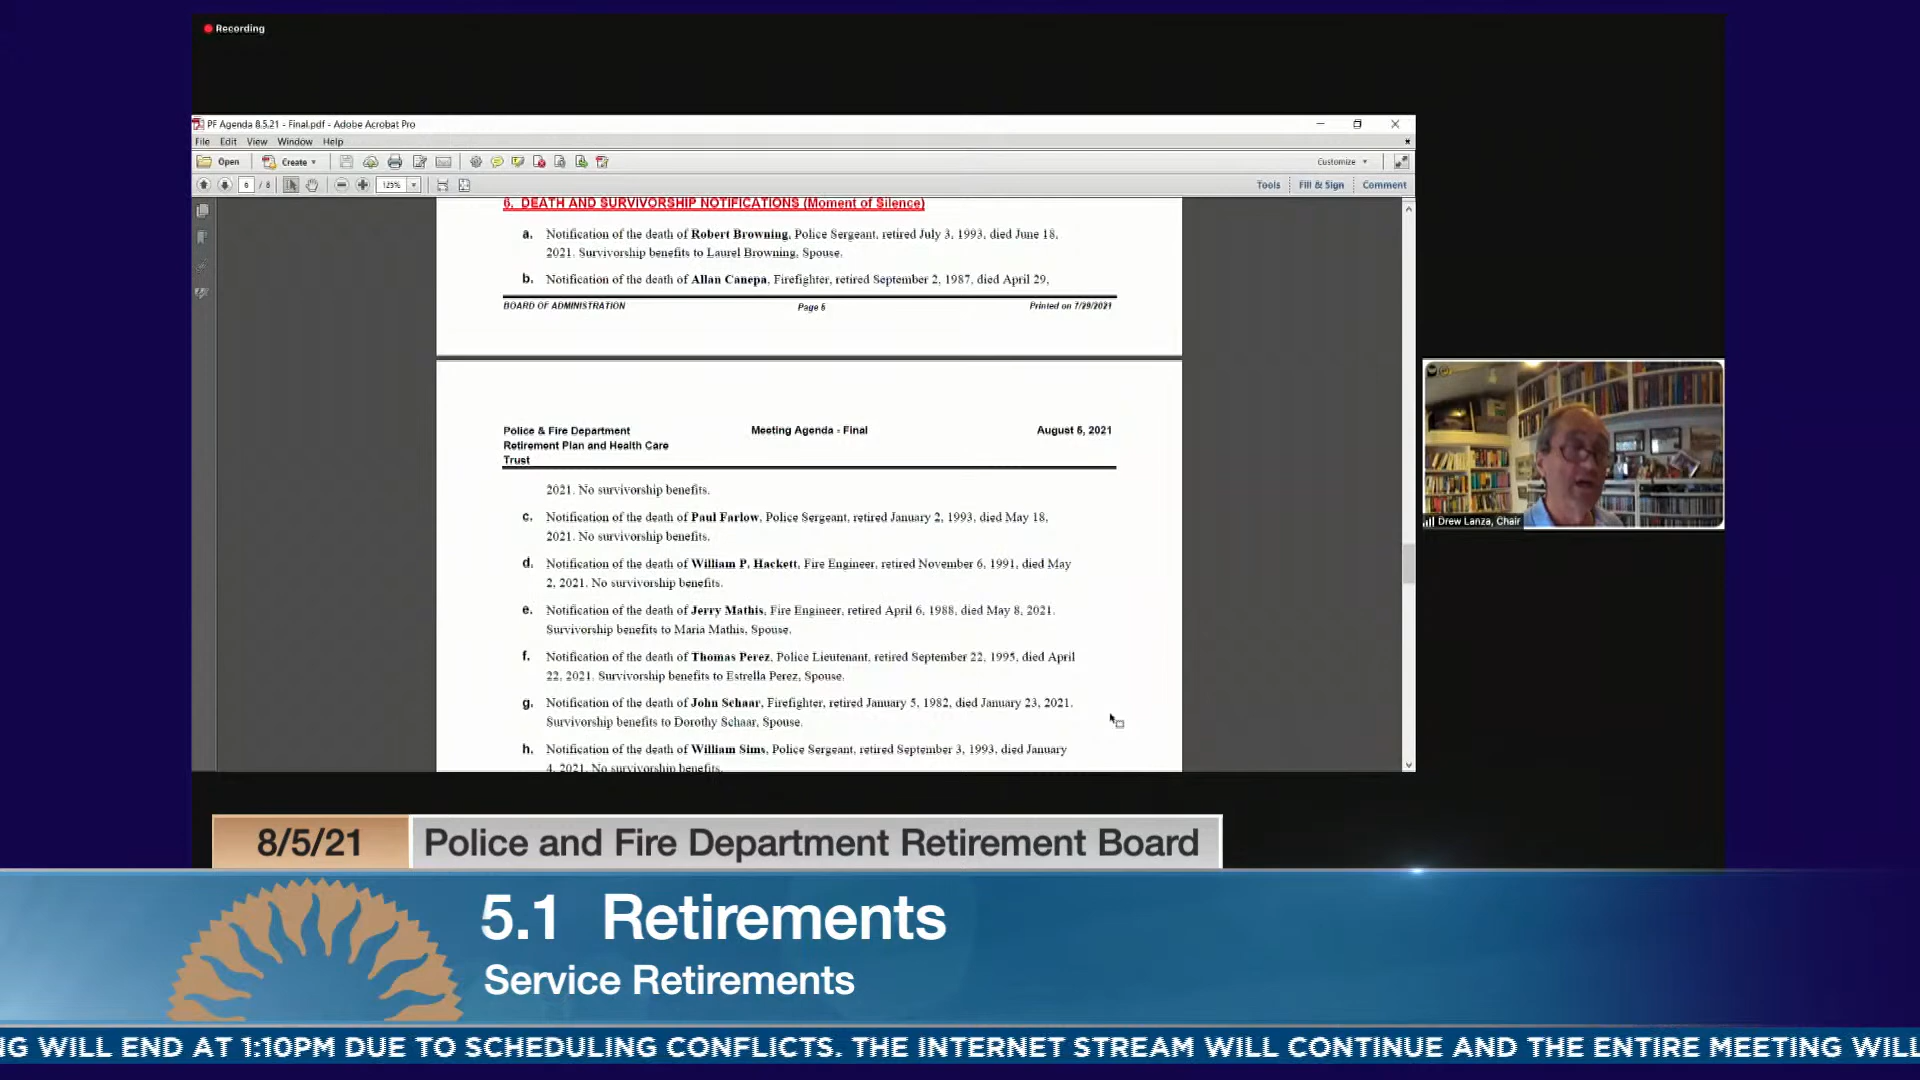 Recording
PF Agenda 8.5.21 - Final.pdf - Adobe Acrobat Pro
File Edit View Window Help
Open Create Customize
6 / 8 125% Tools Fill & Sign Comment
6. DEATH AND SURVIVORSHIP NOTIFICATIONS (Moment of Silence)
a. Notification of the death of Robert Browning, Police Sergeant, retired July 3, 1993, died June 18,
2021. Survivorship benefits to Laurel Browning, Spouse.
b. Notification of the death of Allan Canepa, Firefighter, retired September 2, 1987, died April 29,
BOARD OF ADMINISTRATION Page 6 Printed on 7/29/2021
Police & Fire Department Meeting Agenda - Final August 5, 2021
Retirement Plan and Health Care
Trust
2021. No survivorship benefits.
c. Notification of the death of Paul Farlow, Police Sergeant, retired January 2, 1993, died May 18,
2021. No survivorship benefits.
d. Notification of the death of William P. Hackett, Fire Engineer, retired November 6, 1991, died May
2, 2021. No survivorship benefits.
e. Notification of the death of Jerry Mathis, Fire Engineer, retired April 6, 1988, died May 8, 2021.
Survivorship benefits to Maria Mathis, Spouse.
f. Notification of the death of Thomas Perez, Police Lieutenant, retired September 22, 1995, died April
22, 2021. Survivorship benefits to Estrella Perez, Spouse.
g. Notification of the death of John Schaar, Firefighter, retired January 5, 1982, died January 23, 2021.
Survivorship benefits to Dorothy Schaar, Spouse.
h. Notification of the death of William Sims, Police Sergeant, retired September 3, 1993, died January
4, 2021. No survivorship benefits.
Drew Lanza, Chair
8/5/21 Police and Fire Department Retirement Board
5.1 Retirements
Service Retirements
NG WILL END AT 1:10PM DUE TO SCHEDULING CONFLICTS. THE INTERNET STREAM WILL CONTINUE AND THE ENTIRE MEETING WILL